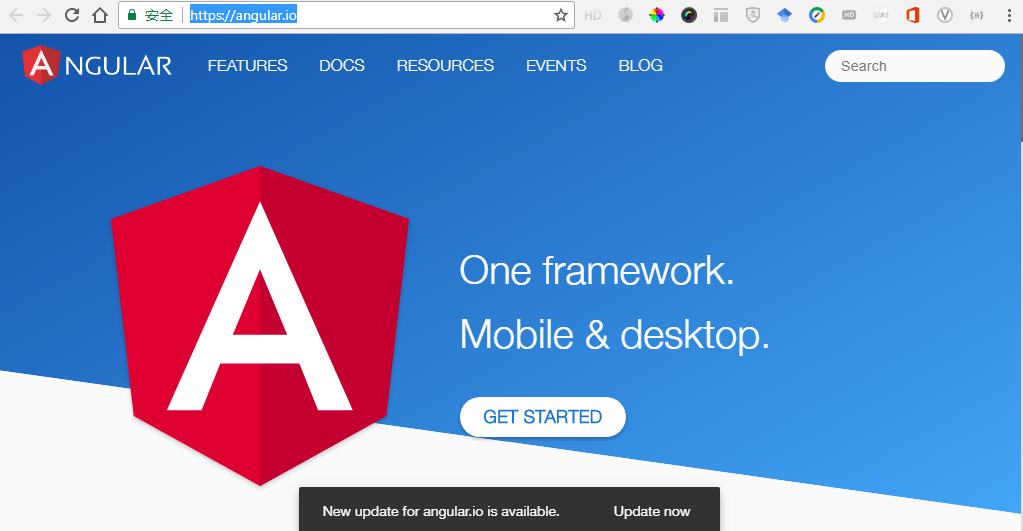 安全 https://angular.io
HD
ANGULAR FEATURES DOCS RESOURCES EVENTS BLOG Search
One framework.
Mobile & desktop.
GET STARTED
New update for angular.io is available. Update now